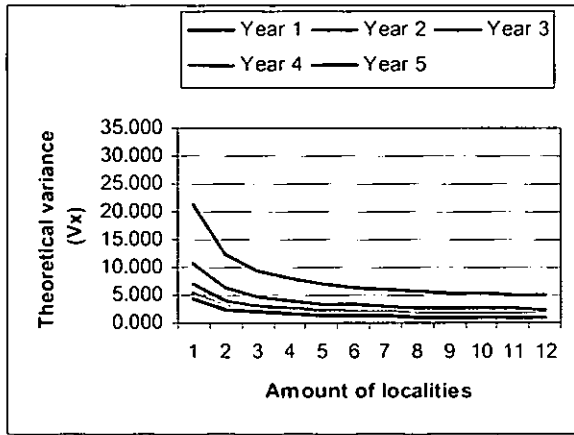 Year 1 Year 2 Year 3
Year 4 Year 5
Theoretical variance
(Vx)
35.000
30.000
25.000
20.000
15.000
10.000
5.000
0.000
1 2 3 4 5 6 7 8 9 10 11 12
Amount of localities